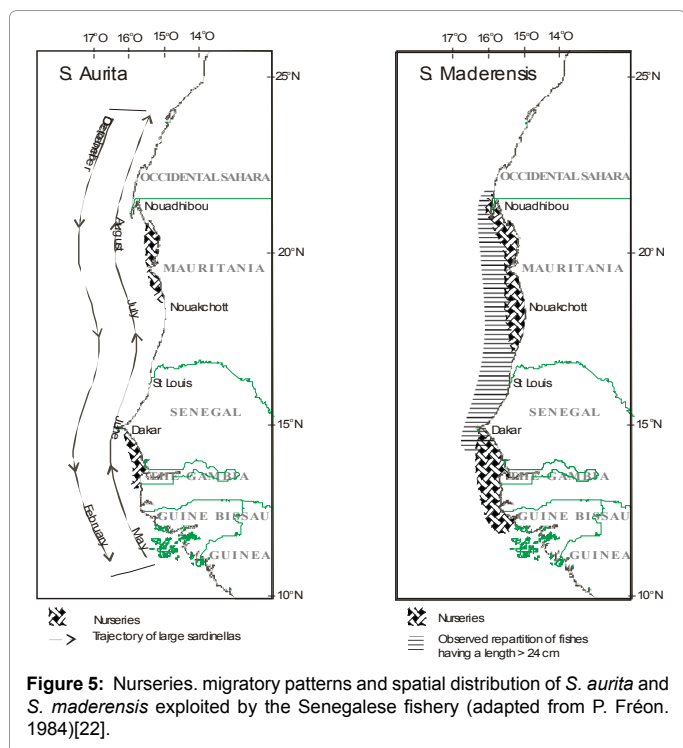 17°O 16°O 15°O 14°O
S. Aurita
25°N
December
OCCIDENTAL SAHARA
Nouadhibou
August
20°N
MAURITANIA
July
Nouakchott
St Louis
SENEGAL
June
15°N
Dakar
THE GAMBIA
GUINE BISSAU
February
May
GUINEA
10°N
Nurseries
Trajectory of large sardinellas
17°O 16°O 15°O 14°O
S. Maderensis
25°N
OCCIDENTAL SAHARA
Nouadhibou
20°N
MAURITANIA
Nouakchott
St Louis
SENEGAL
15°N
Dakar
THE GAMBIA
GUINE BISSAU
GUINEA
10°N
Nurseries
Observed repartition of fishes
having a length > 24 cm
Figure 5: Nurseries. migratory patterns and spatial distribution of S. aurita and
S. maderensis exploited by the Senegalese fishery (adapted from P. Fréon.
1984)[22].